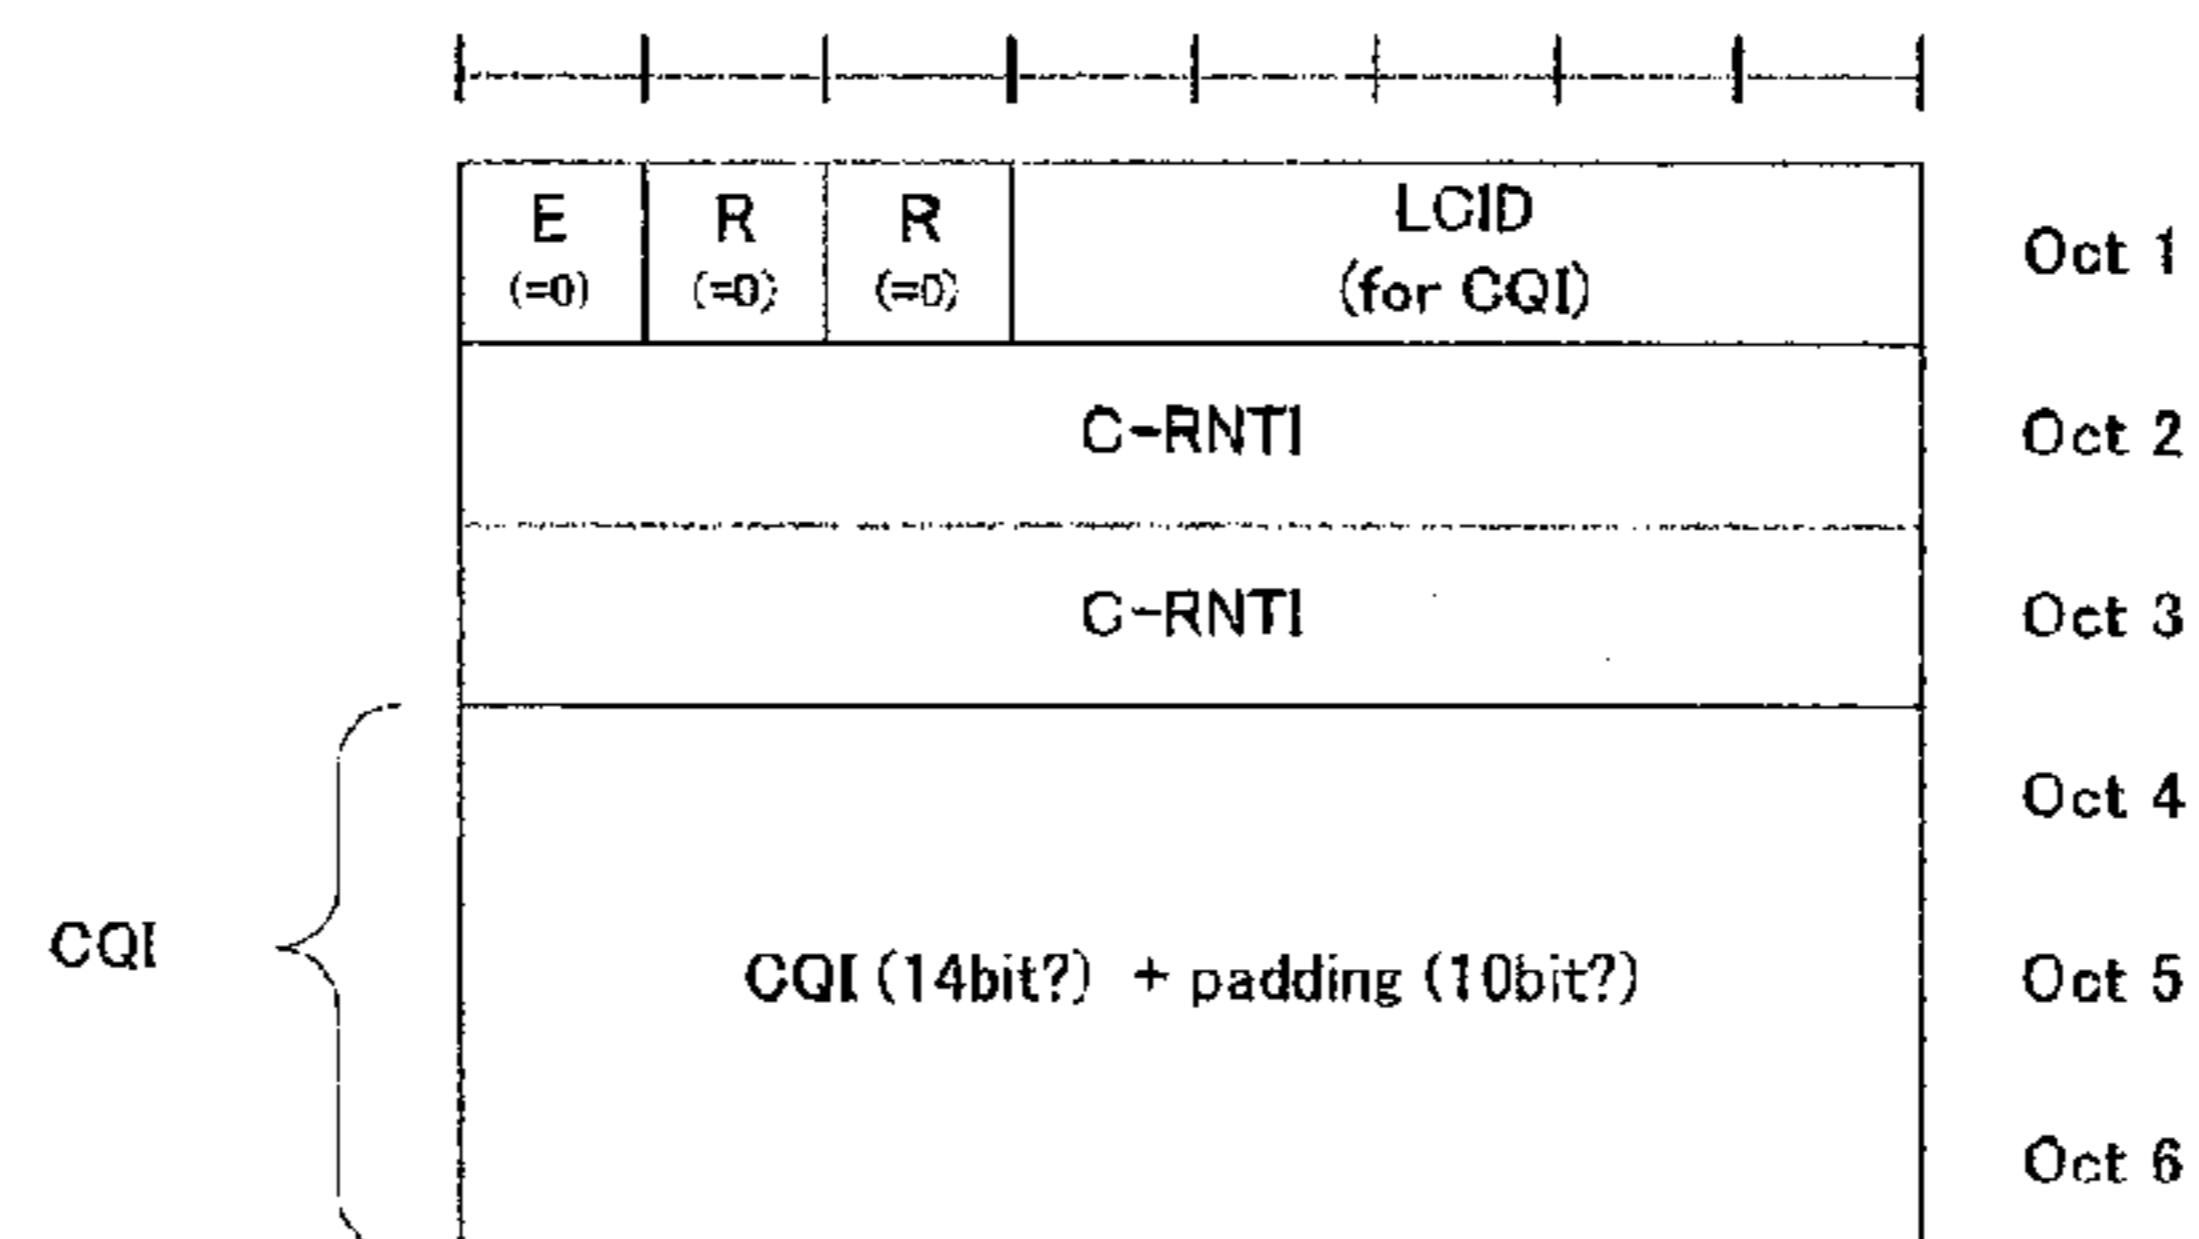 E R R LCID Oct 1
(=0) (=0) (=0) (for CQI)
C-RNTI Oct 2
C-RNTI Oct 3
Oct 4
CQI CQI (14bit?) + padding (10bit?) Oct 5
Oct 6